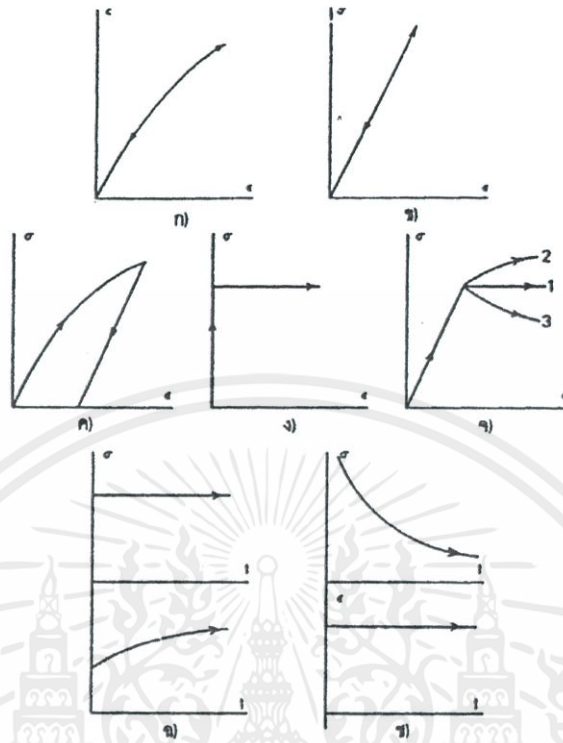 ε σ
ε ε
ก) ข)
σ σ σ
2
1
3
ε ε
ค) ง) จ)
σ σ
t t
ε
t t
ฉ) ช)